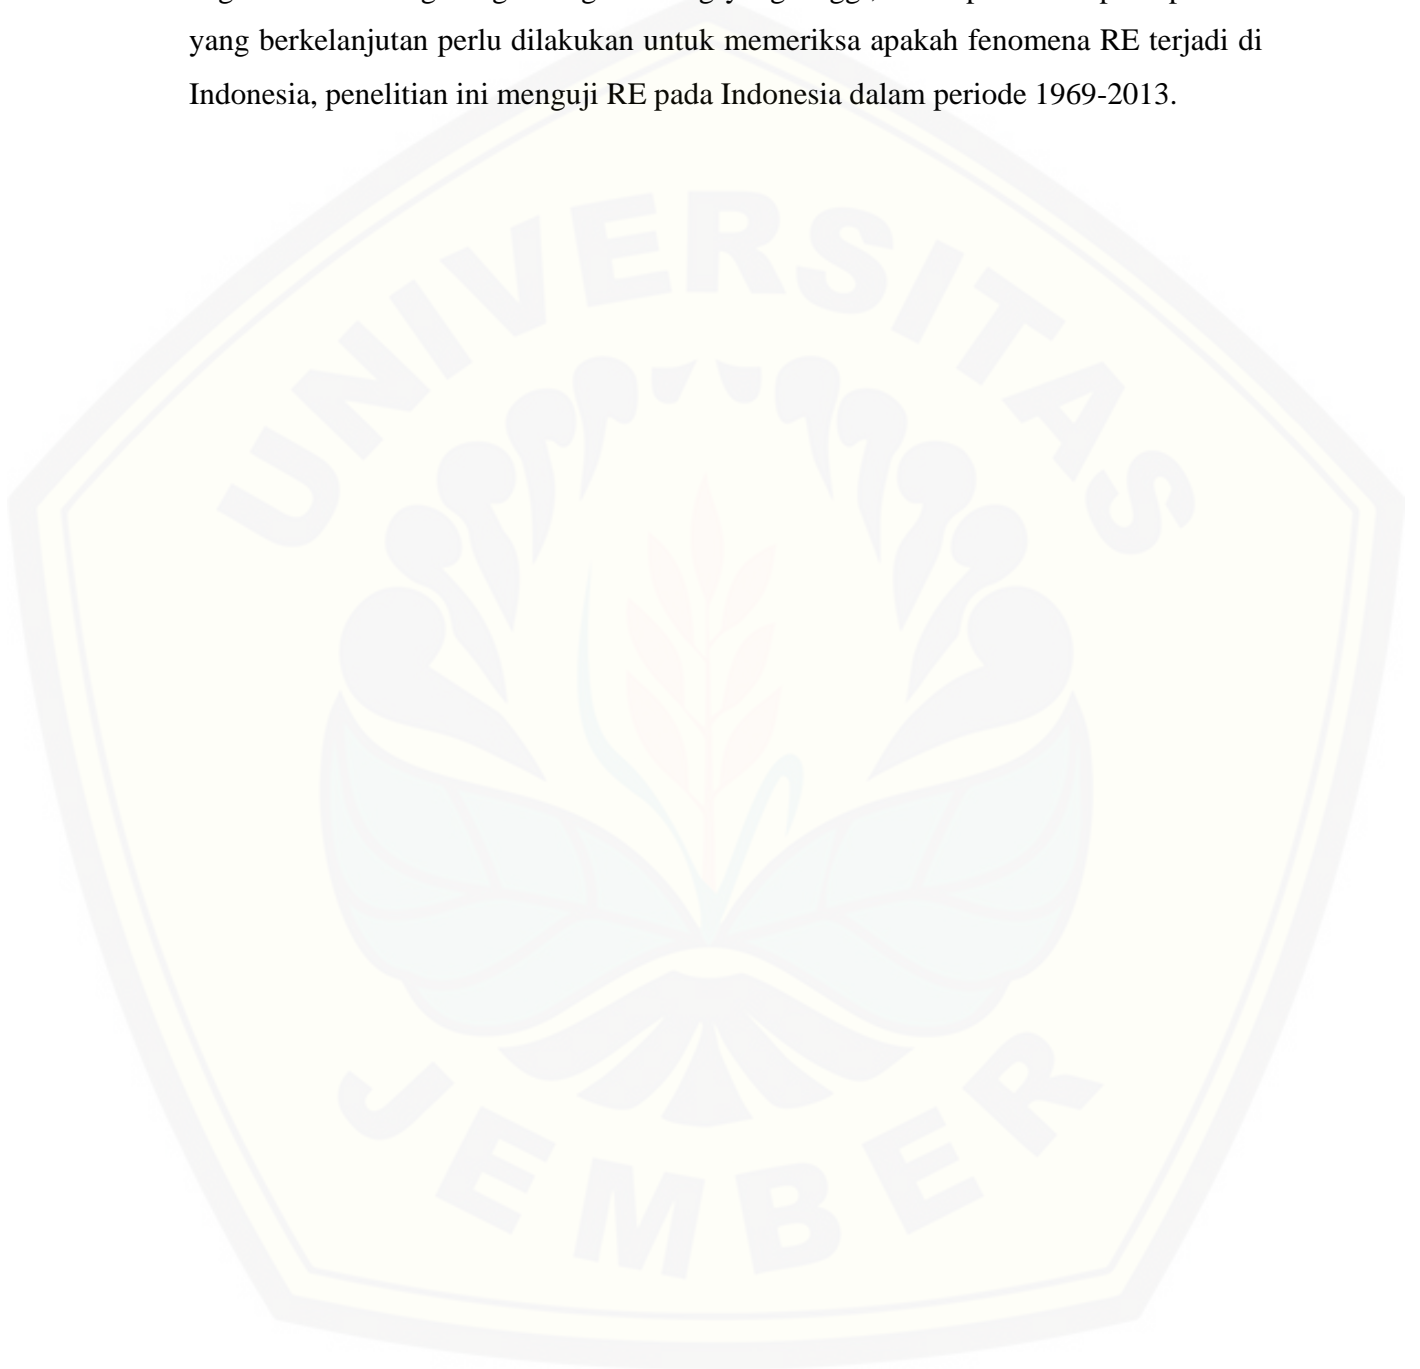 yang berkelanjutan perlu dilakukan untuk memeriksa apakah fenomena RE terjadi di
Indonesia, penelitian ini menguji RE pada Indonesia dalam periode 1969-2013.
UNIVERSITAS
JEMBER